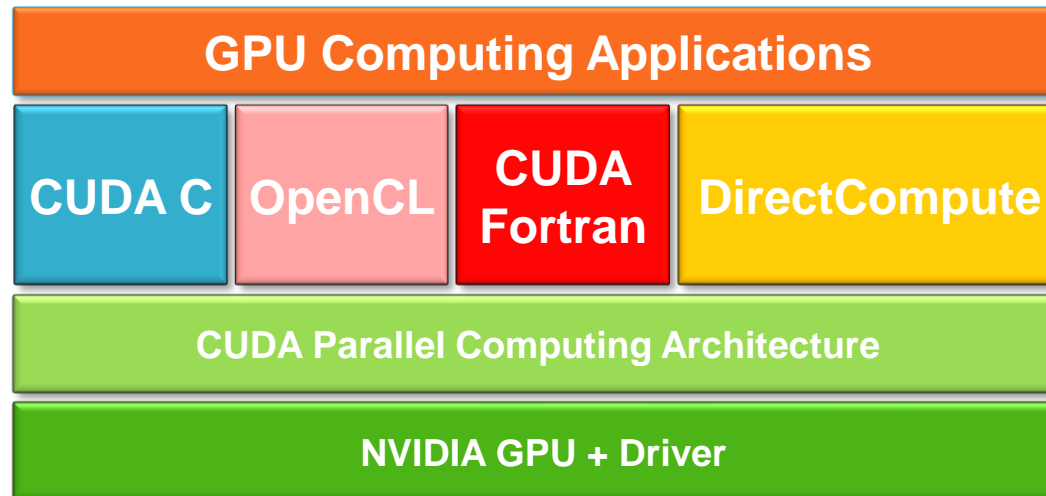 GPU Computing Applications
CUDA C
OpenCL
CUDA
Fortran
DirectCompute
CUDA Parallel Computing Architecture
NVIDIA GPU + Driver